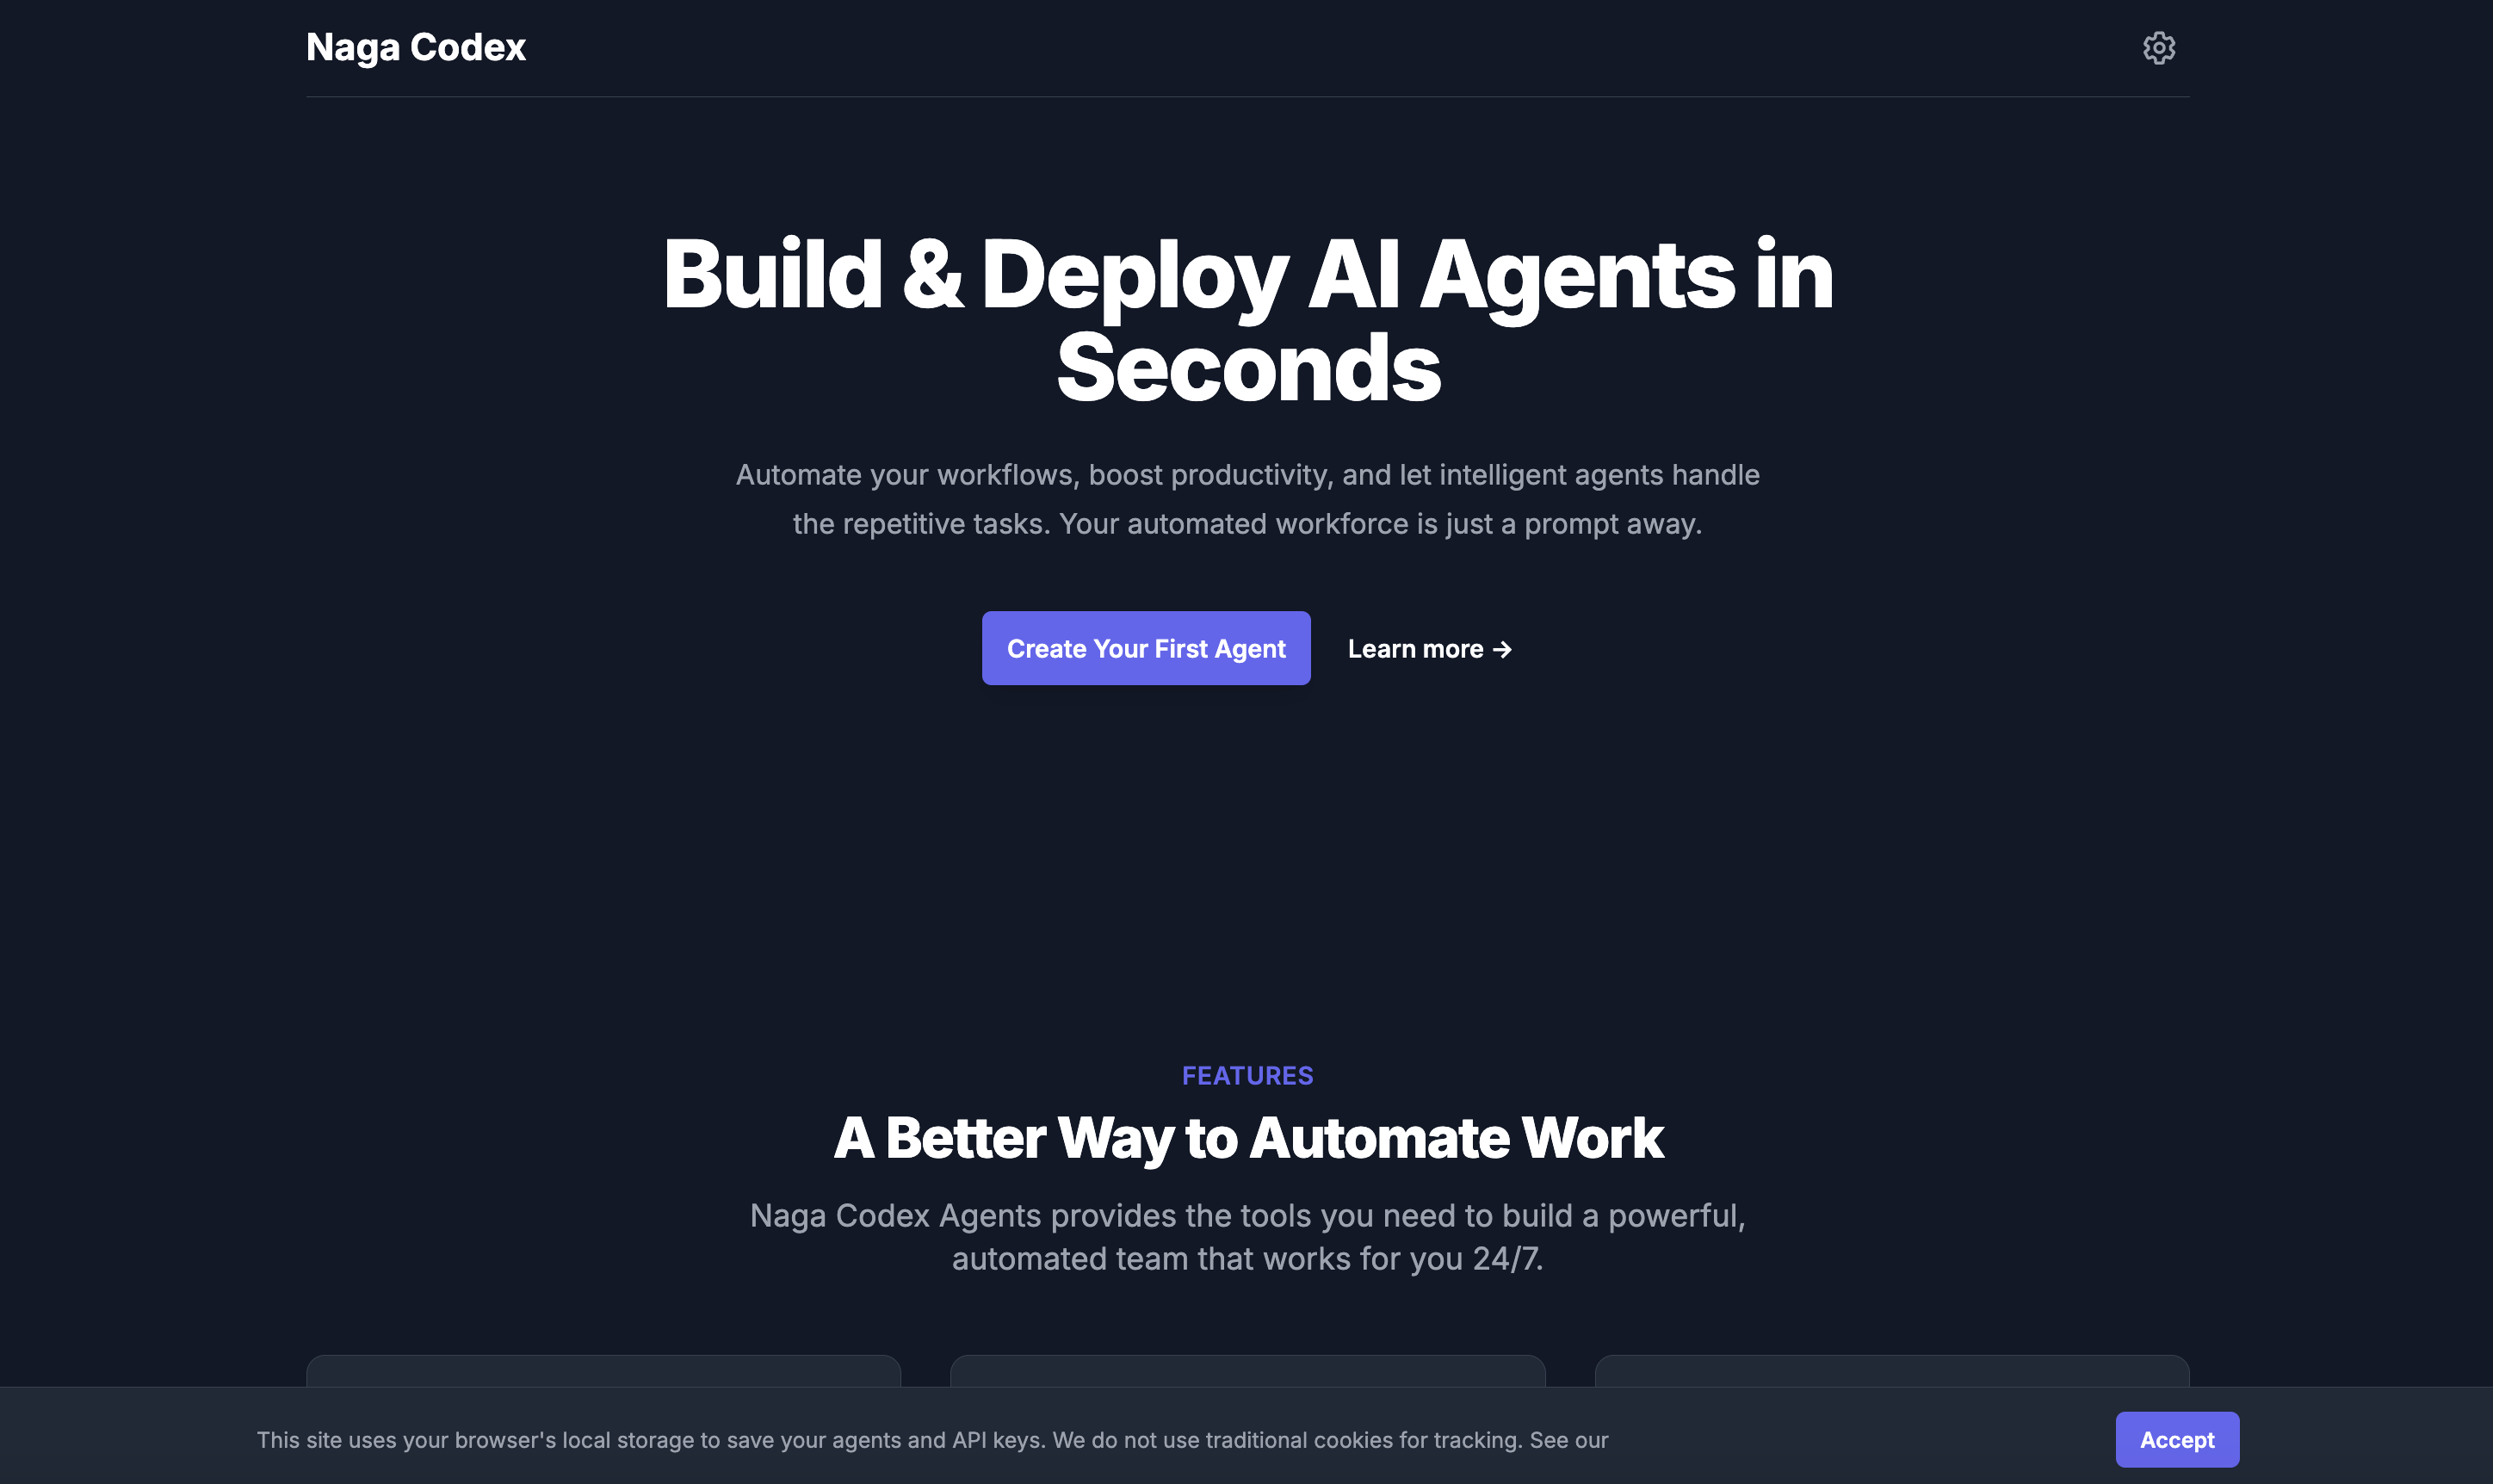 Naga Codex
Build & Deploy AI Agents in
Seconds
Automate your workflows, boost productivity, and let intelligent agents handle
the repetitive tasks. Your automated workforce is just a prompt away.
Create Your First Agent
Learn more →
FEATURES
A Better Way to Automate Work
Naga Codex Agents provides the tools you need to build a powerful,
automated team that works for you 24/7.
This site uses your browser's local storage to save your agents and API keys. We do not use traditional cookies for tracking. See our
Accept